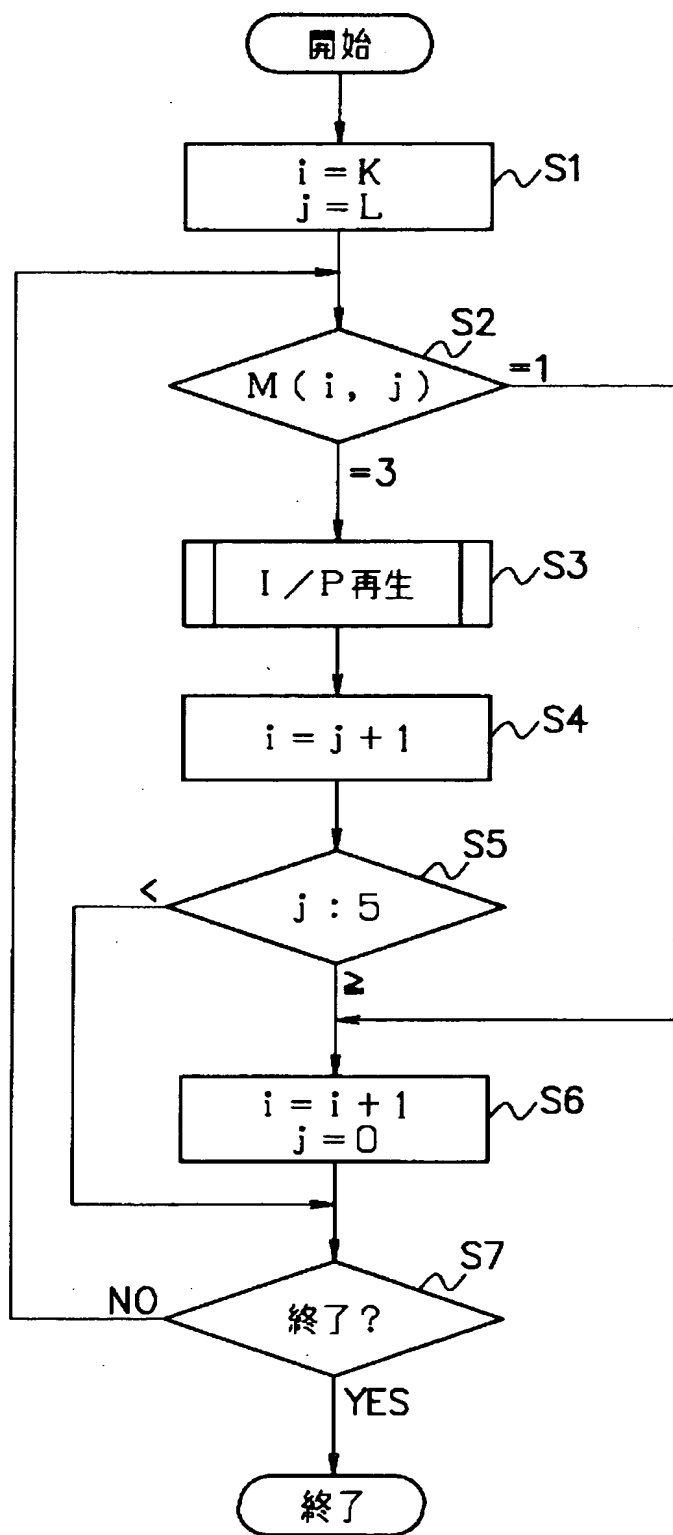 開始
i = K
j = L
S1
S2
M ( i , j )
=1
=3
I ／P 再生
S3
i = j + 1
S4
S5
<
j : 5
≥
i = i + 1
j = 0
S6
S7
NO
終了？
YES
終了